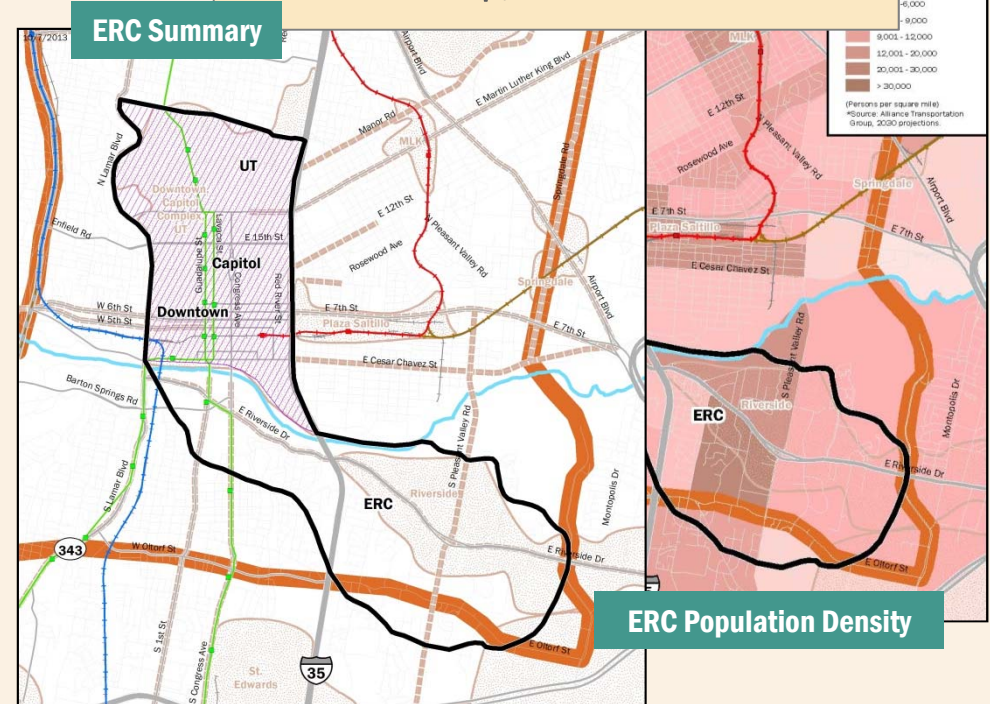 ERC Summary
/2013
Airport Blvd
E Martin Luther King Blvd
Manor Rd
MLK
N Lamar Blvd
UT
Downtown,
Capitol
Complex,
UT
Springdale Rd
E 12th St
N Pleasant Valley Rd
Rosewood Ave
Enfield Rd
E 15th St
Lavaca St
Guadalupe St
Capitol
Congress Ave
Red River St
Springdale
Airport Blvd
W 6th St
W 5th St
Downtown
E 7th St
Plaza Saltillo
E 7th St
E Cesar Chavez St
Barton Springs Rd
E Riverside Dr
S Pleasant Valley Rd
Montopolis Dr
S Lamar Blvd
Riverside
ERC
E Riverside Dr
343
W Oltorf St
S 1st St
S Congress Ave
St.
Edwards
35
E Oltorf St
-6,000
- 9,000
9,001 - 12,000
12,001 - 20,000
20,001 - 30,000
> 30,000
(Persons per square mile)
*Source: Alliance Transportation
Group, 2030 projections.
MLK
E 12th St
N Pleasant Valley Rd
Rosewood Ave
Springdale
Airport Blvd
E 7th St
Plaza Saltillo
E 7th St
E Cesar Chavez St
S Pleasant Valley Rd
Montopolis Dr
ERC
Riverside
E Riverside Dr
E Oltorf St
ERC Population Density